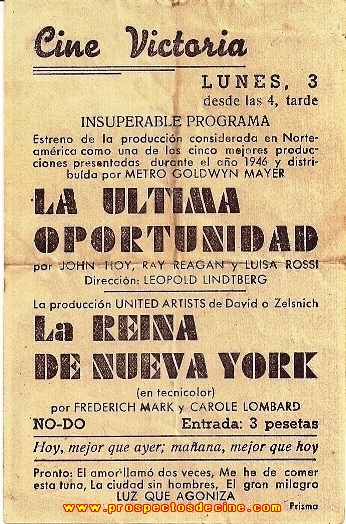 Cine Victoria
LUNES, 3
desde las 4, tarde
INSUPERABLE PROGRAMA
Estreno de la producción considerada en Norte-
américa como una de las cinco mejores produc-
ciones presentadas durante el año 1946 y distri-
buída por METRO GOLDWYN MAYER
LA ULTIMA
OPORTUNIDAD
por JOHN HOY, RAY REAGAN y LUISA ROSSI
Dirección: LEOPOLD LINDTBERG
La producción UNITED ARTISTS de David o Zelsnich
La REINA
DE NUEVA YORK
(en tecnicolor)
por FREDERICH MARK y CAROLE LOMBARD
NO-DO Entrada: 3 pesetas
Hoy, mejor que ayer; mañana, mejor que hoy
Pronto: El amor llamó dos veces, Me he de comer
esta tuna, La ciudad sin hombres, El gran milagro
LUZ QUE AGONIZA
Prisma
www.prospectosdecine.com